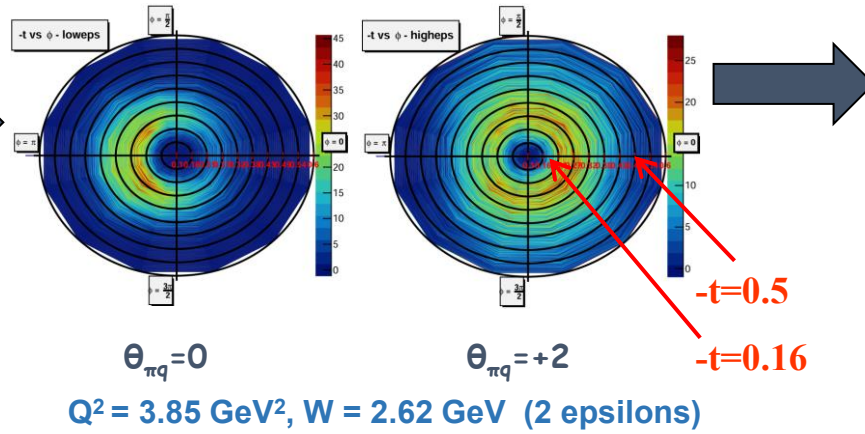 -t vs ϕ - loweps
ϕ = π/2
45
40
35
30
25
20
15
10
5
0
ϕ = π
ϕ = 0
ϕ = 3π/2
-t vs ϕ - higheps
ϕ = π/2
25
20
10
5
0
ϕ = π
ϕ = 0
ϕ = 3π/2
-t=0.5
-t=0.16
θπq=0
θπq=+2
Q² = 3.85 GeV², W = 2.62 GeV (2 epsilons)